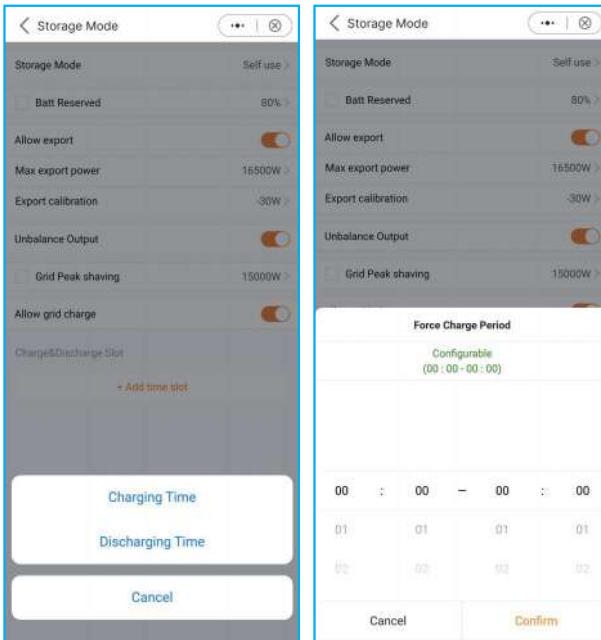 Storage Mode
Storage Mode Self use >
Batt Reserved 80% >
Allow export
Max export power 16500W >
Export calibration -30W >
Unbalance Output
Grid Peak shaving 15000W >
Allow grid charge
Charge&Discharge Slot
+ Add time slot
Charging Time
Discharging Time
Cancel
Storage Mode
Storage Mode Self use >
Batt Reserved 80% >
Allow export
Max export power 16500W >
Export calibration -30W >
Unbalance Output
Grid Peak shaving 15000W >
Force Charge Period
Configurable
(00 : 00 - 00 : 00)
00 : 00 – 00 : 00
01 01 01 01
02 02 02 02
Cancel Confirm